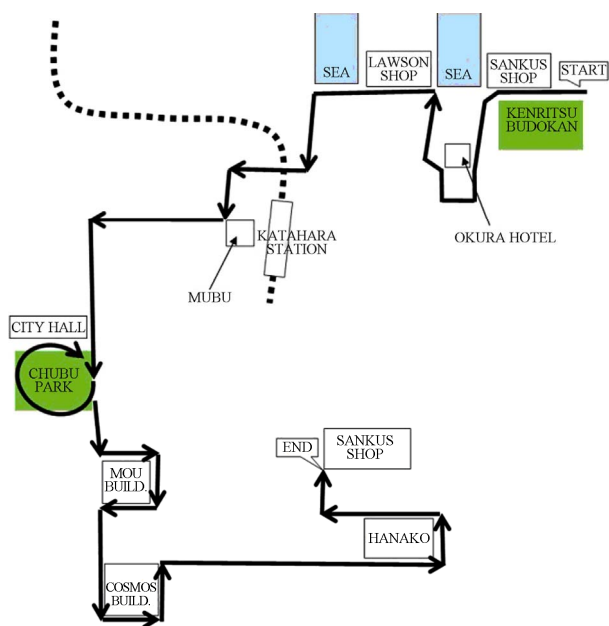 SEA
LAWSON
SHOP
SEA
SANKUS
SHOP
START
KENRITSU
BUDOKAN
OKURA HOTEL
KATAHARA
STATION
MUBU
CITY HALL
CHUBU
PARK
MOU
BUILD.
END
SANKUS
SHOP
HANAKO
COSMOS
BUILD.